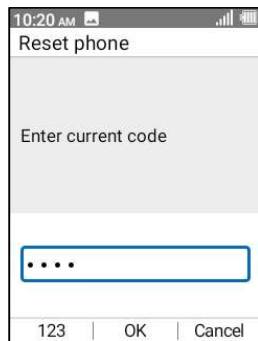 10:20 AM
Reset phone
Enter current code
••••
123 | OK | Cancel